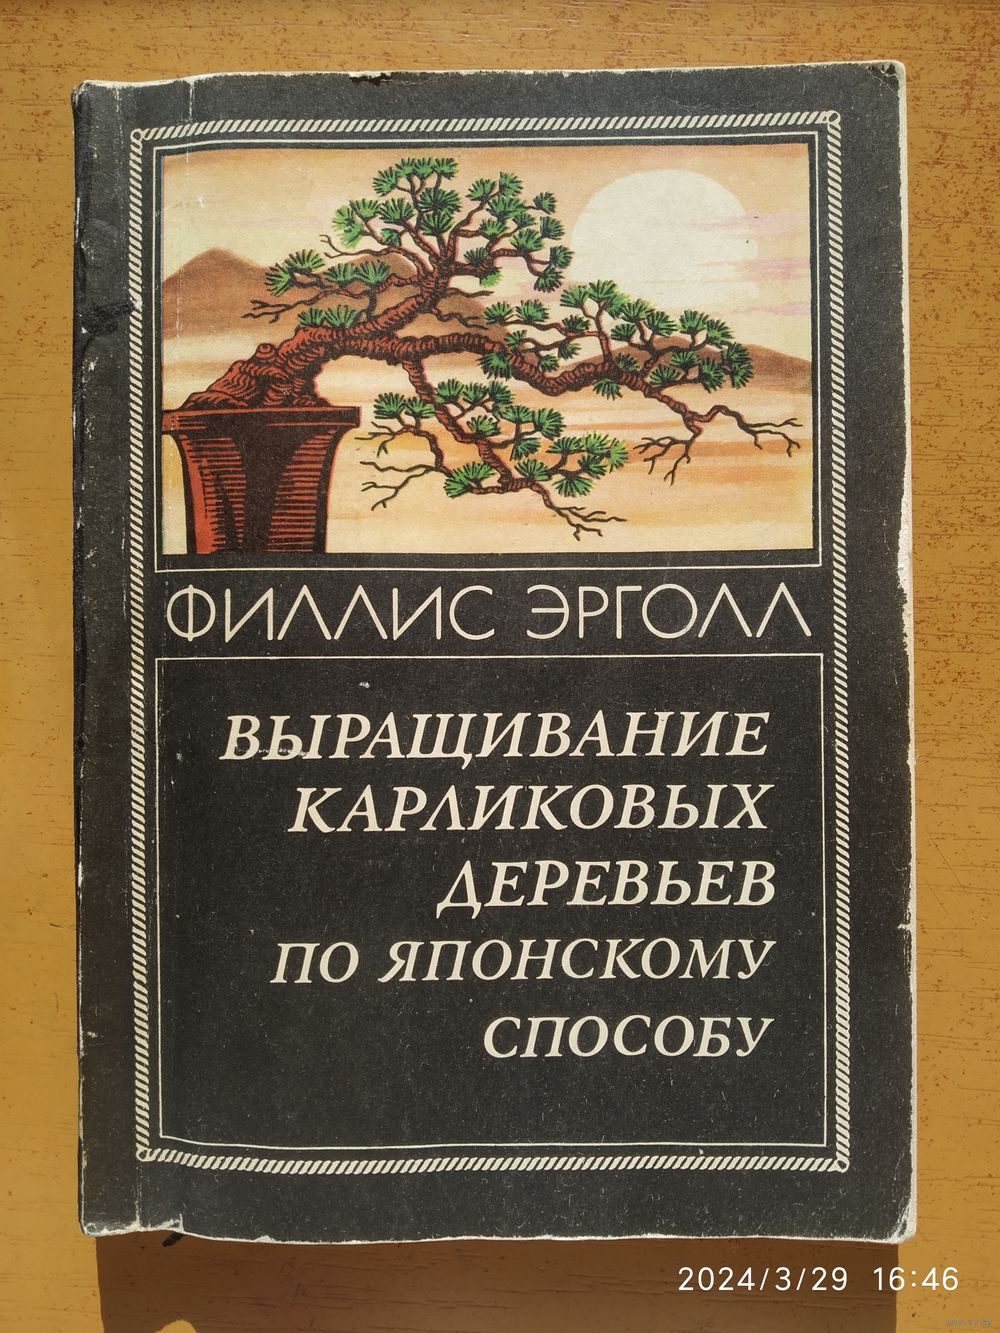 ФИЛЛИС ЭРГОЛЛ
ВЫРАЩИВАНИЕ
КАРЛИКОВЫХ
ДЕРЕВЬЕВ
ПО ЯПОНСКОМУ
СПОСОБУ
2024/3/29 16:46